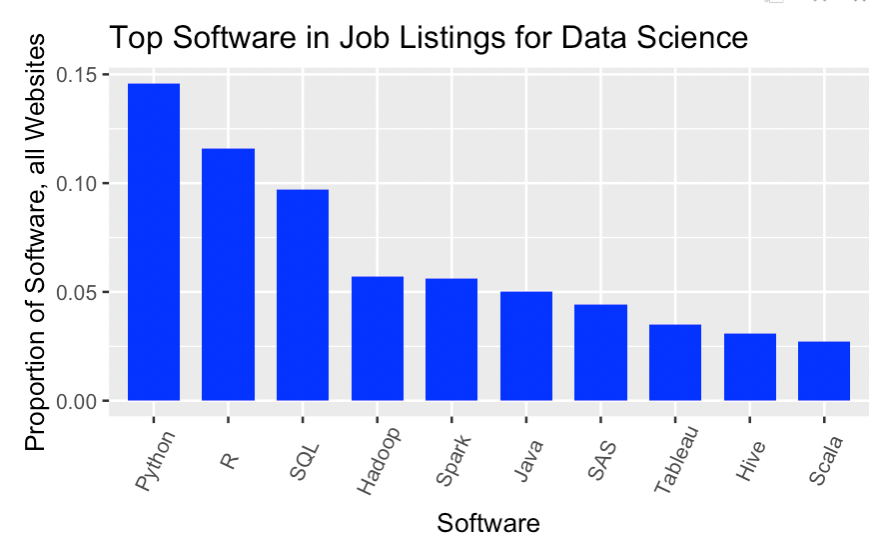 Top Software in Job Listings for Data Science
Proportion of Software, all Websites
0.15
0.10
0.05
0.00
Python
R
SQL
Hadoop
Spark
Java
SAS
Tableau
Hive
Scala
Software